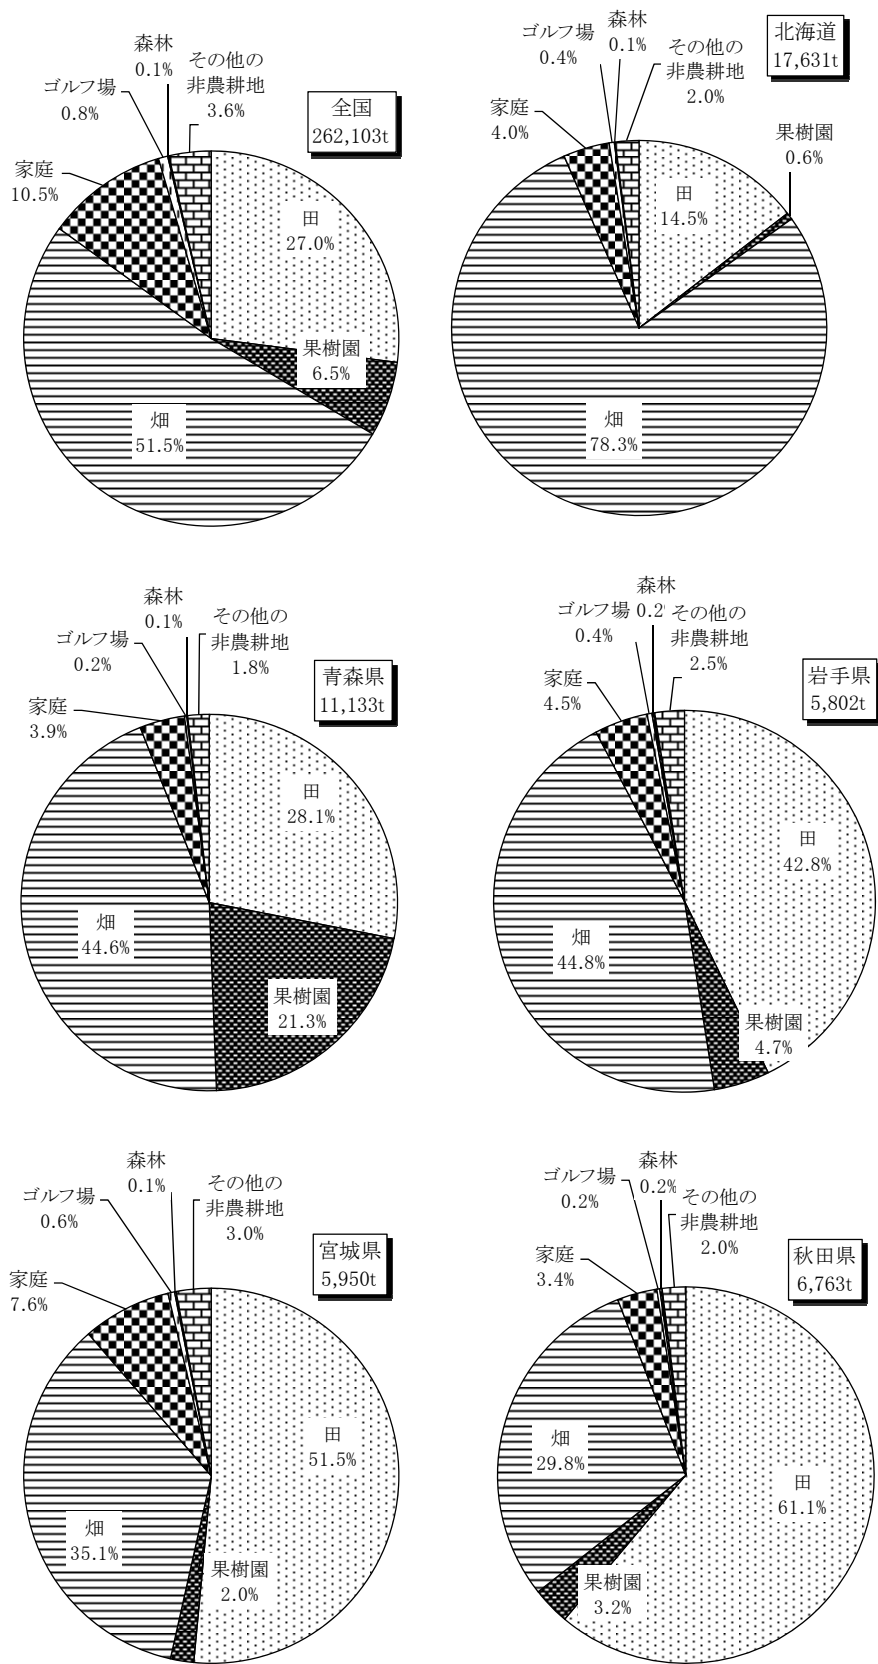 全国
262,103t
森林
0.1%
その他の
非農耕地
3.6%
ゴルフ場
0.8%
家庭
10.5%
田
27.0%
果樹園
6.5%
畑
51.5%
北海道
17,631t
ゴルフ場
0.4%
森林
0.1%
その他の
非農耕地
2.0%
家庭
4.0%
果樹園
0.6%
田
14.5%
畑
78.3%
青森県
11,133t
森林
0.1%
その他の
非農耕地
1.8%
ゴルフ場
0.2%
家庭
3.9%
田
28.1%
畑
44.6%
果樹園
21.3%
岩手県
5,802t
森林
0.2
ゴルフ場
0.4%
その他の
非農耕地
2.5%
家庭
4.5%
田
42.8%
畑
44.8%
果樹園
4.7%
宮城県
5,950t
森林
0.1%
その他の
非農耕地
3.0%
ゴルフ場
0.6%
家庭
7.6%
田
51.5%
畑
35.1%
果樹園
2.0%
秋田県
6,763t
森林
0.2%
ゴルフ場
0.2%
その他の
非農耕地
2.0%
家庭
3.4%
畑
29.8%
田
61.1%
果樹園
3.2%